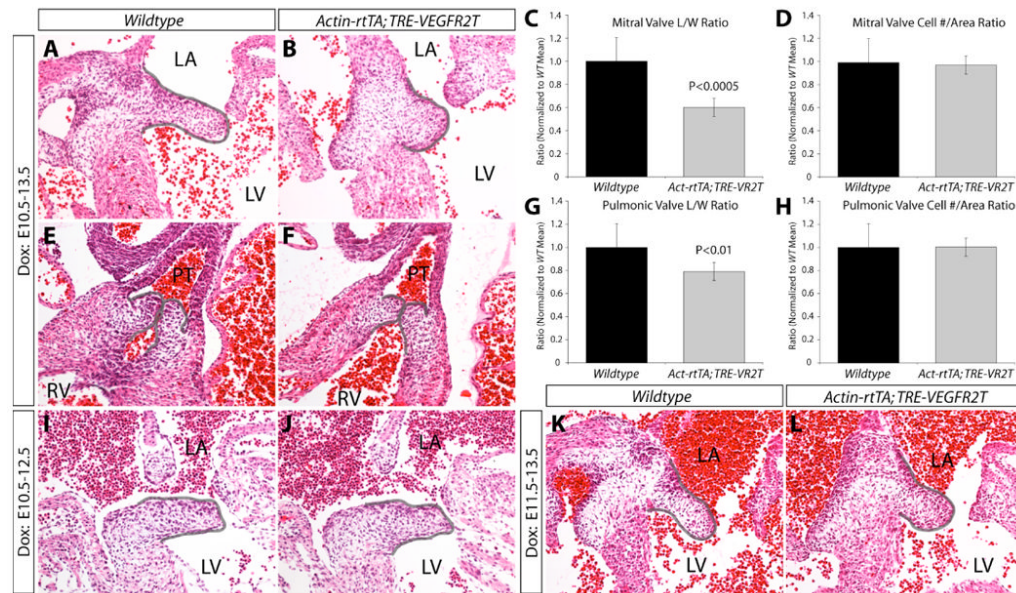 Wildtype
Actin-rtTA; TRE-VEGFR2T
Dox: E10.5-13.5
A
LA
LV
B
LA
LV
E
PT
RV
F
PT
RV
C
Mitral Valve L/W Ratio
Ratio (Normalized to WT Mean)
1.4
1.2
1
0.8
0.6
0.4
0.2
0
P<0.0005
Wildtype
Act-rtTA; TRE-VR2T
D
Mitral Valve Cell #/Area Ratio
Ratio (Normalized to WT Mean)
1.4
1.2
1
0.8
0.6
0.4
0.2
0
Wildtype
Act-rtTA; TRE-VR2T
G
Pulmonic Valve L/W Ratio
Ratio (Normalized to WT Mean)
1.4
1.2
1
0.8
0.6
0.4
0.2
0
P<0.01
Wildtype
Act-rtTA; TRE-VR2T
H
Pulmonic Valve Cell #/Area Ratio
Ratio (Normalized to WT Mean)
1.4
1.2
1
0.8
0.6
0.4
0.2
0
Wildtype
Act-rtTA; TRE-VR2T
Dox: E10.5-12.5
I
LA
LV
J
LA
LV
Wildtype
Actin-rtTA; TRE-VEGFR2T
Dox: E11.5-13.5
K
LA
LV
L
LA
LV